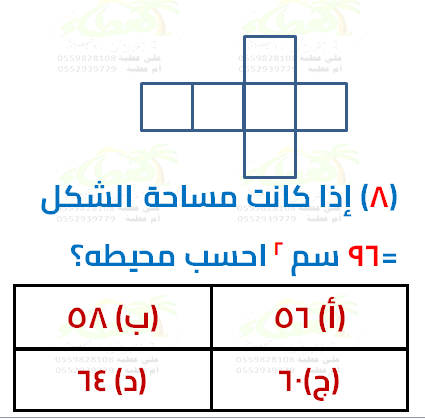 علي عطية 0559828108
ام عطية 0552939779
(٨) إذا كانت مساحة الشكل
=٩٦ سم ٢ احسب محيطه؟
(أ) ٥٦
(ب) ٥٨
(ج) ٦٠
(د) ٦٤